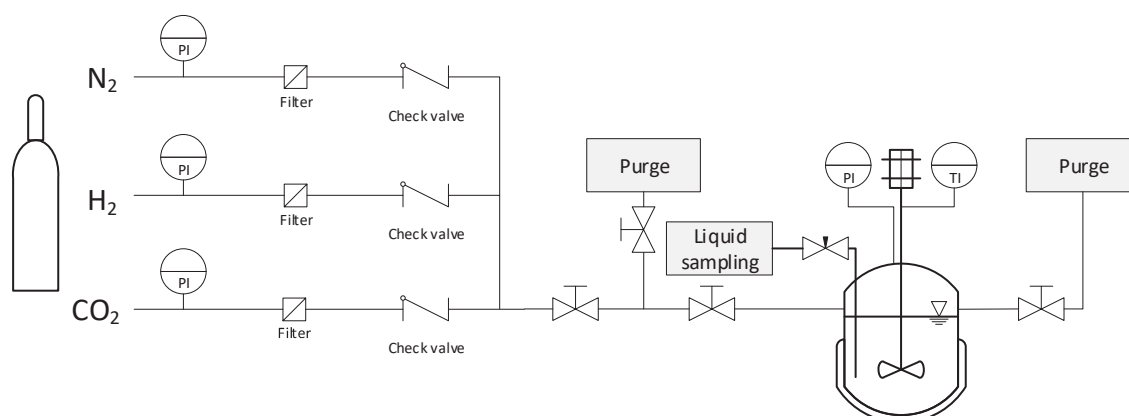 PI
N₂
Filter
Check valve
PI
H₂
Filter
Check valve
PI
CO₂
Filter
Check valve
Purge
Liquid
sampling
PI
TI
Purge